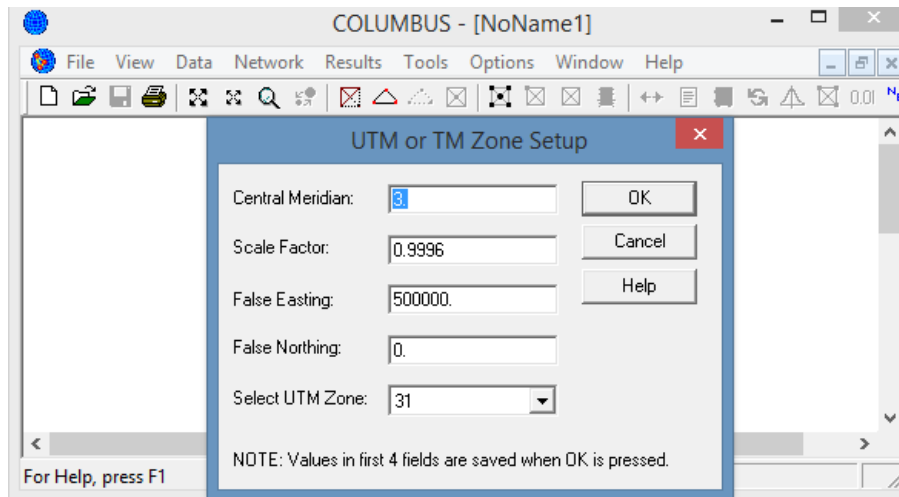 COLUMBUS - [NoName1]
File View Data Network Results Tools Options Window Help
0.01
UTM or TM Zone Setup
Central Meridian: 3. OK
Scale Factor: 0.9996 Cancel
False Easting: 500000. Help
False Northing: 0.
Select UTM Zone: 31
NOTE: Values in first 4 fields are saved when OK is pressed.
For Help, press F1